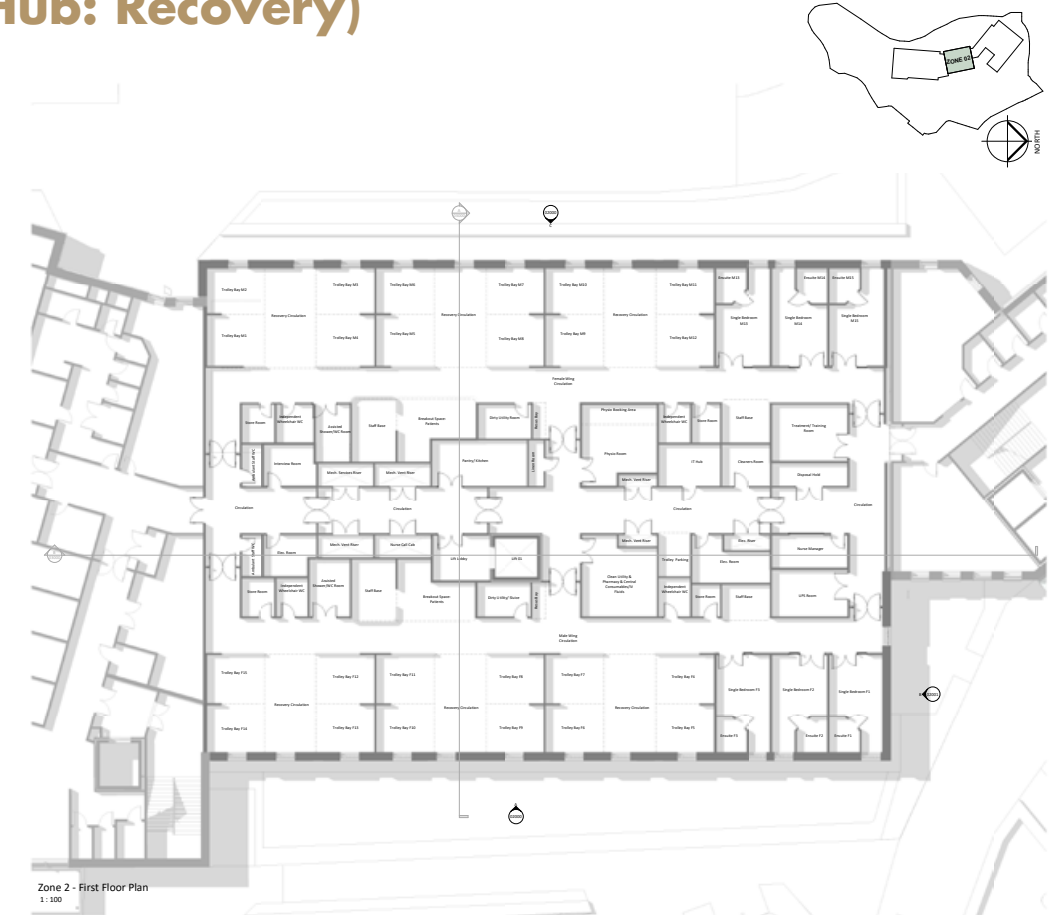 Hub: Recovery)
ZONE 02
NORTH
Trolley Bay M2
Trolley Bay M3
Trolley Bay M6
Trolley Bay M7
Trolley Bay M10
Trolley Bay M11
Ensuite M13
Ensuite M14
Ensuite M15
Recovery Circulation
Recovery Circulation
Recovery Circulation
Single Bedroom
M13
Single Bedroom
M14
Single Bedroom
M15
Trolley Bay M1
Trolley Bay M4
Trolley Bay M5
Trolley Bay M8
Trolley Bay M9
Trolley Bay M12
Female Wing
Circulation
Store Room
Independent
Wheelchair WC
Assisted
Shower/WC Room
Staff Base
Breakout Space
Patients
Dirty Utility Room
Physio Booking Area
Independent
Wheelchair WC
Store Room
Staff Base
Treatment/ Training
Room
Interview Room
Mech. Vent Riser
Pantry/ Kitchen
Physio Room
Mech. Vent Riser
IT Hub
Cleaners Room
Disposal Hold
Circulation
Circulation
Circulation
Circulation
Elec. Room
Mech. Vent Riser
Nurse Call Cab
Lift Lobby
Mech. Vent Riser
Trolley Parking
Elec. Riser
Elec. Room
Nurse Manager
Store Room
Independent
Wheelchair WC
Assisted
Shower/WC Room
Staff Base
Breakout Space
Patients
Clean Utility &
Pharmacy & Central
Consumables/IV
Fluids
Independent
Wheelchair WC
Store Room
Staff Base
UPS Room
Male Wing
Circulation
Trolley Bay F15
Trolley Bay F12
Trolley Bay F11
Trolley Bay F8
Trolley Bay F7
Single Bedroom F3
Single Bedroom F2
Single Bedroom F1
Recovery Circulation
Recovery Circulation
Recovery Circulation
Trolley Bay F14
Trolley Bay F13
Trolley Bay F10
Trolley Bay F9
Trolley Bay F6
Trolley Bay F5
Ensuite F3
Ensuite F2
Ensuite F1
Zone 2 - First Floor Plan
1 : 100